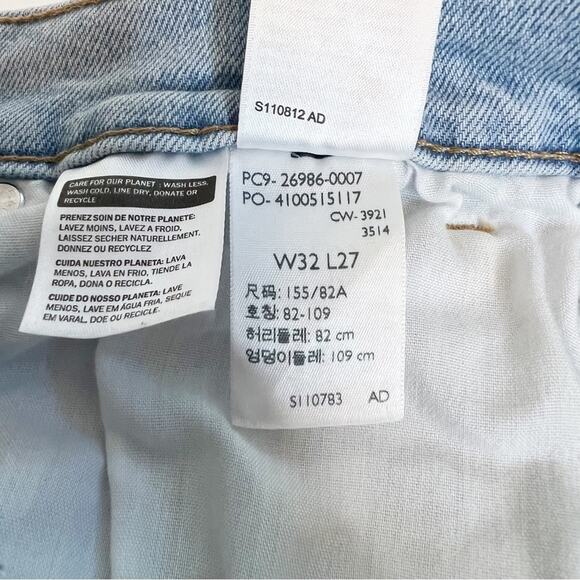 S110812 AD
CARE FOR OUR PLANET : WASH LESS,
WASH COLD, LINE DRY, DONATE OR
RECYCLE
PRENEZ SOIN DE NOTRE PLANETE:
LAVEZ MOINS, LAVEZ A FROID,
LAISSEZ SECHER NATURELLEMENT,
DONNEZ OU RECYCLEZ
CUIDA NUESTRO PLANETA: LAVA
MENOS, LAVA EN FRIO, TIENDE LA
ROPA, DONA O RECICLA.
CUIDE DO NOSSO PLANETA: LAVE
MENOS, LAVE EM ÁGUA FRIA, SEQUE
EM VARAL, DOE OU RECICLE.
PC9- 26986-0007
PO- 4100515117
CW-3921
3514
W32 L27
尺码: 155/82A
호칭: 82-109
허리둘레: 82 cm
엉덩이둘레: 109 cm
S110783 AD